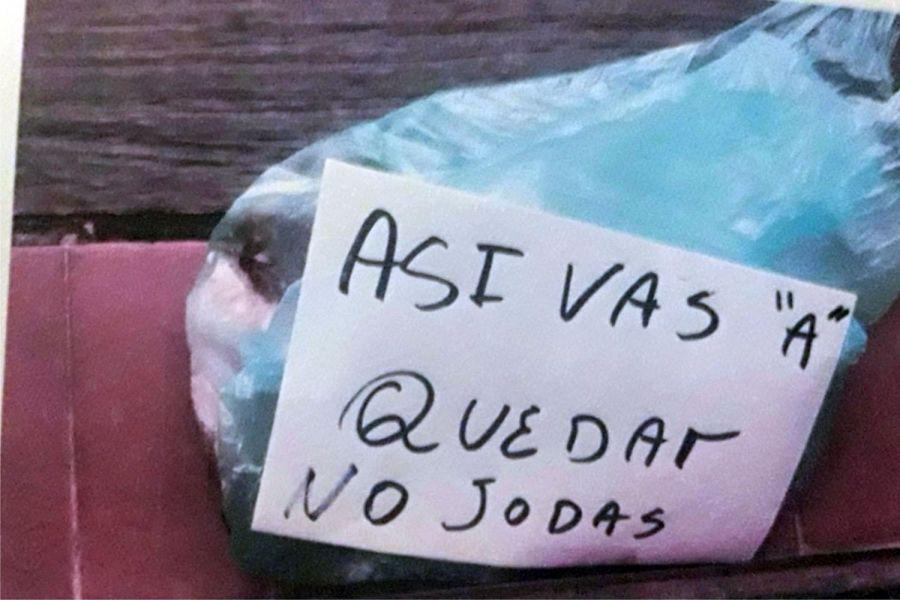 ASI VAS "A"
QUEDAr
NO JODAS